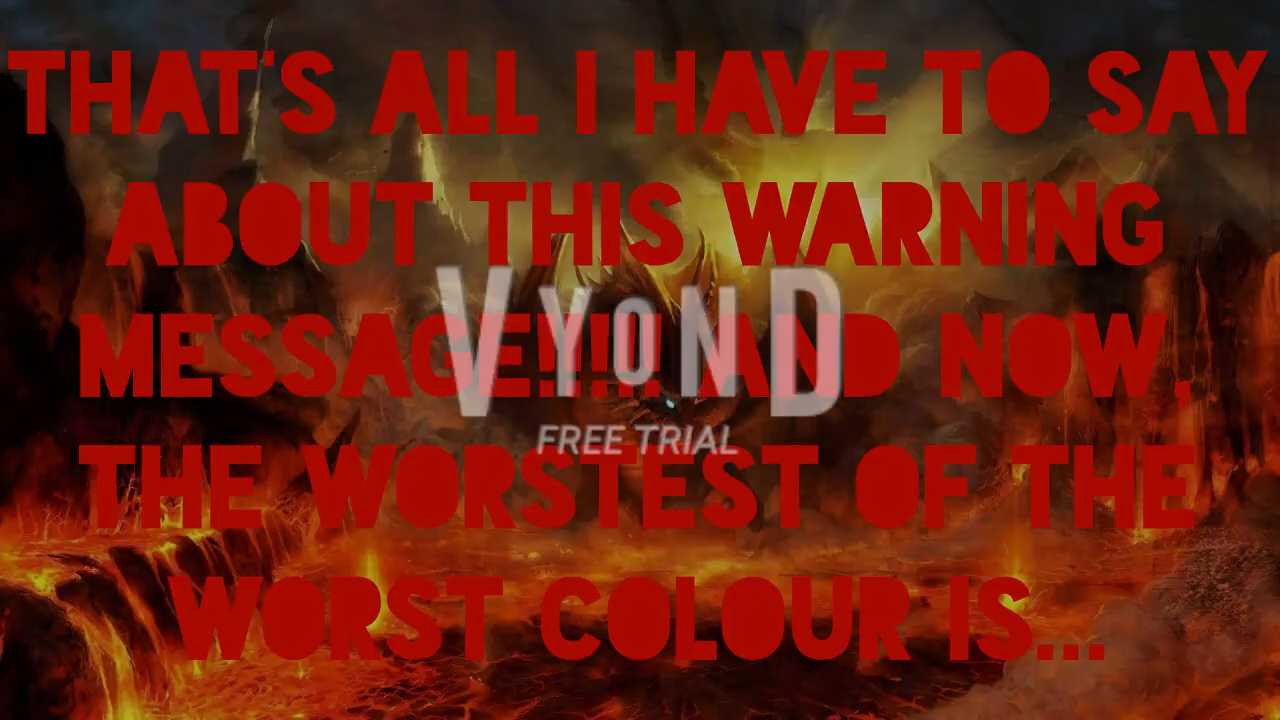 THAT'S ALL I HAVE TO SAY
ABOUT THIS WARNING
MESSAGE!!!!! AND NOW,
THE WORSTEST OF THE
WORST COLOUR IS...
VYOND
FREE TRIAL